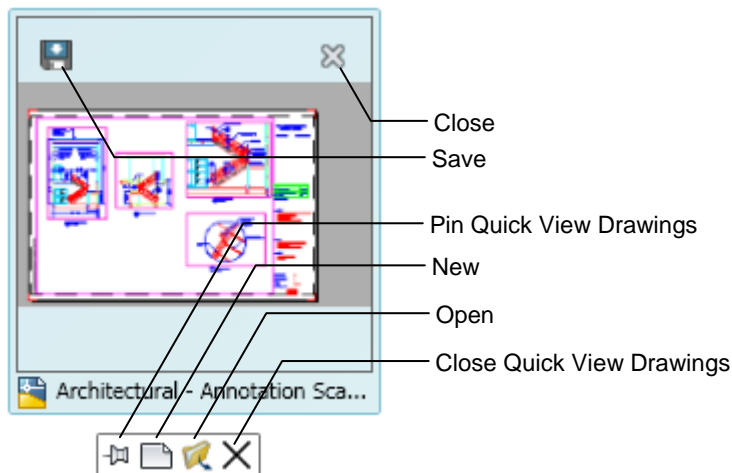 Close
Save
Pin Quick View Drawings
New
Open
Close Quick View Drawings
Architectural - Annotation Sca...